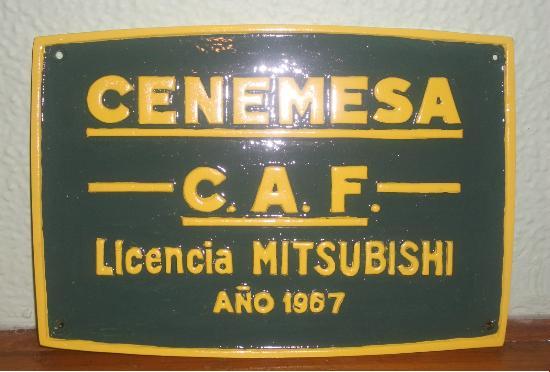 CENEMESA
C.A.F.
LIcencia MITSUBISHI
AÑO 1967